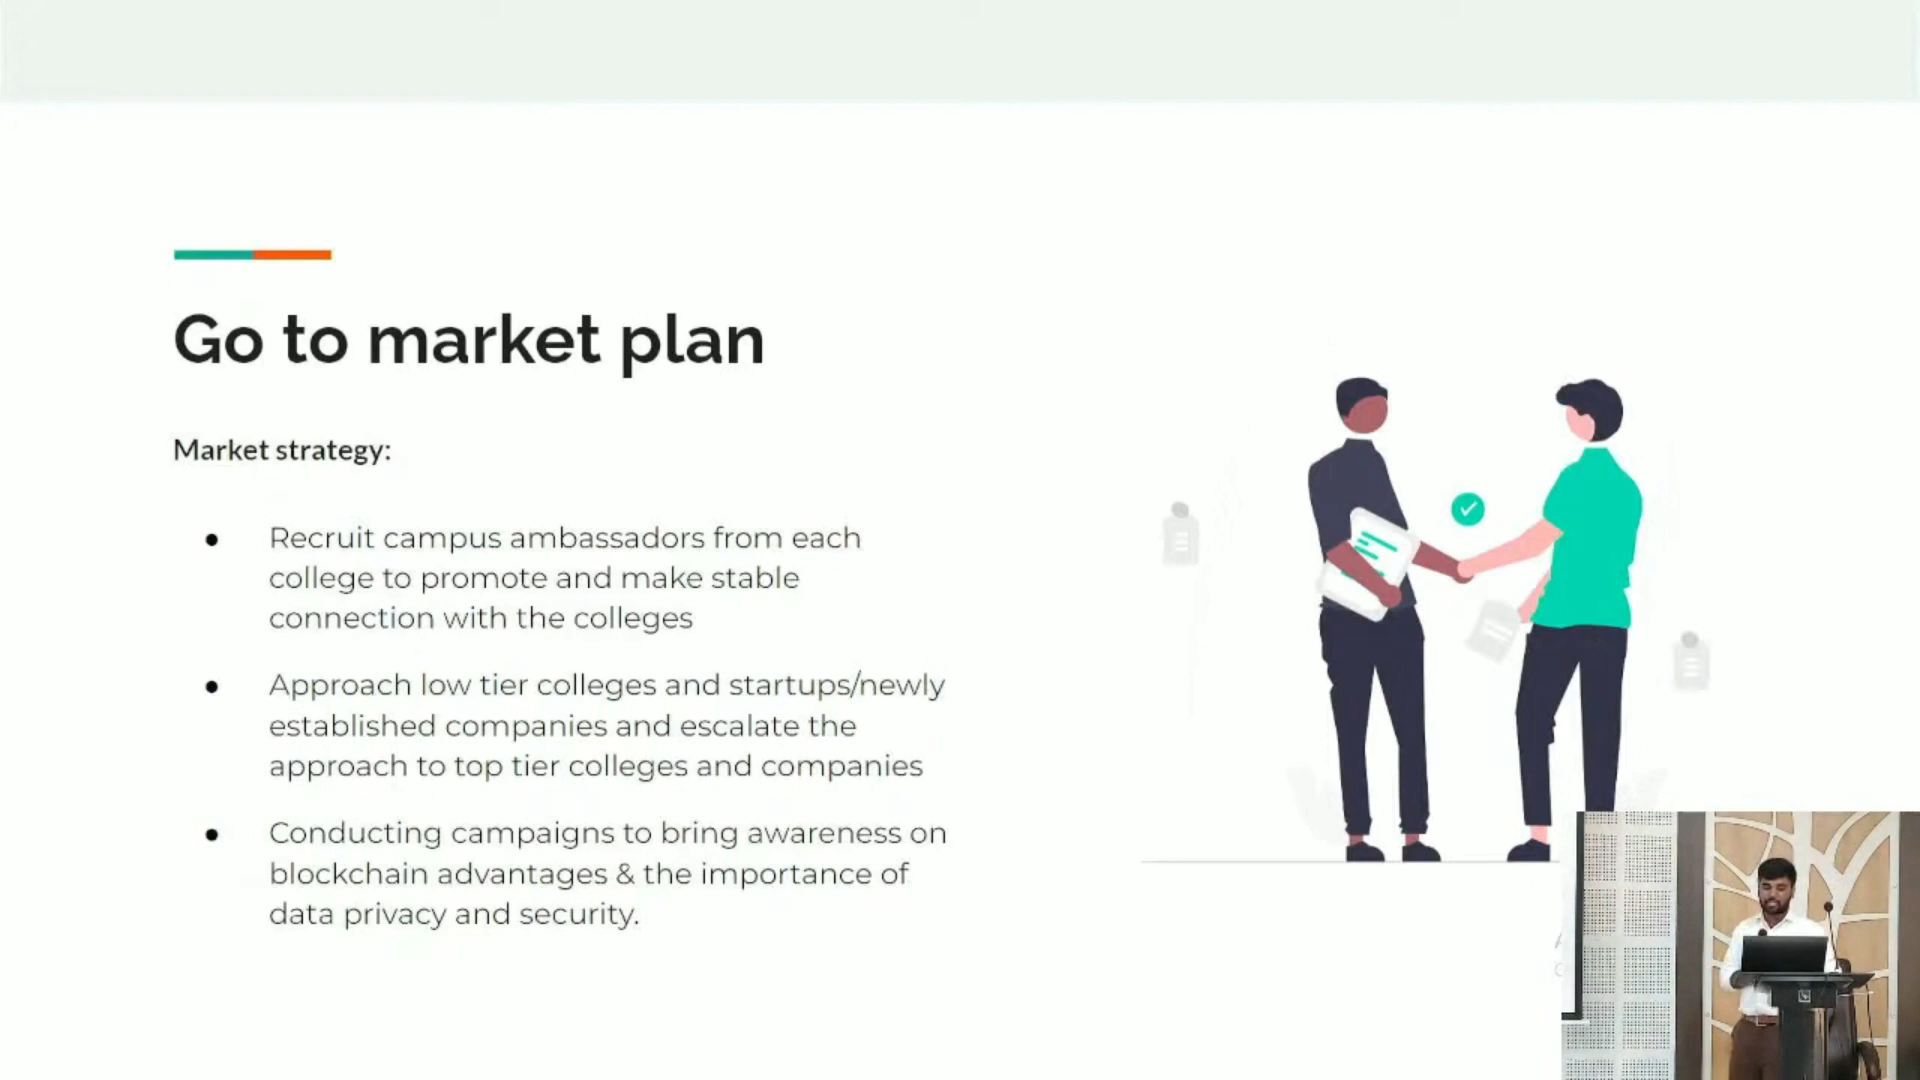 Go to market plan
Market strategy:
● Recruit campus ambassadors from each
college to promote and make stable
connection with the colleges
● Approach low tier colleges and startups/newly
established companies and escalate the
approach to top tier colleges and companies
● Conducting campaigns to bring awareness on
blockchain advantages & the importance of
data privacy and security.